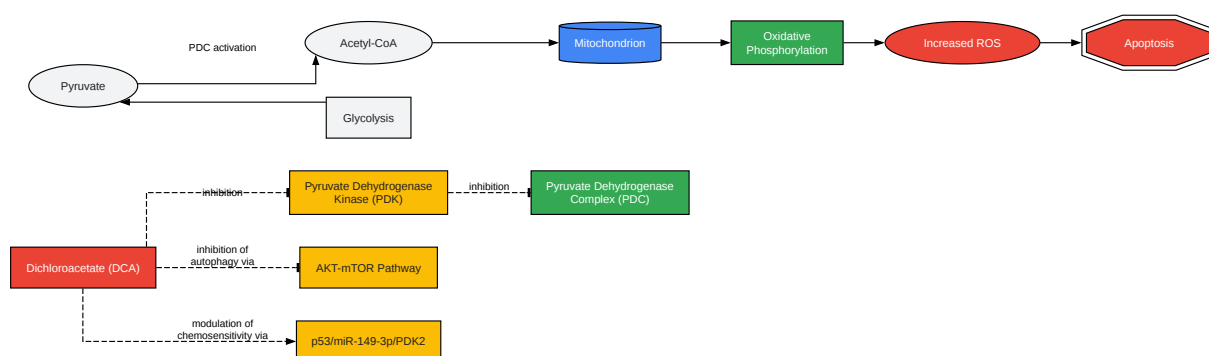 PDC activation
Acetyl-CoA
Mitochondrion
Oxidative
Phosphorylation
Increased ROS
Apoptosis
Pyruvate
Glycolysis
inhibition
Pyruvate Dehydrogenase
Kinase (PDK)
inhibition
Pyruvate Dehydrogenase
Complex (PDC)
Dichloroacetate (DCA)
inhibition of
autophagy via
AKT-mTOR Pathway
modulation of
chemosensitivity via
p53/miR-149-3p/PDK2